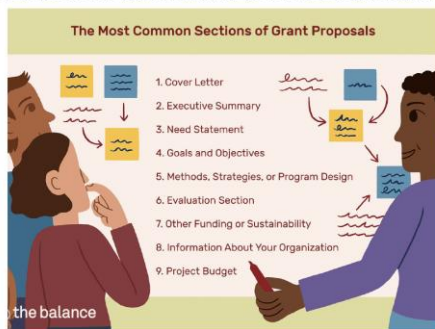 The Most Common Sections of Grant Proposals
1. Cover Letter
2. Executive Summary
3. Need Statement
4. Goals and Objectives
5. Methods, Strategies, or Program Design
6. Evaluation Section
7. Other Funding or Sustainability
8. Information About Your Organization
9. Project Budget
the balance